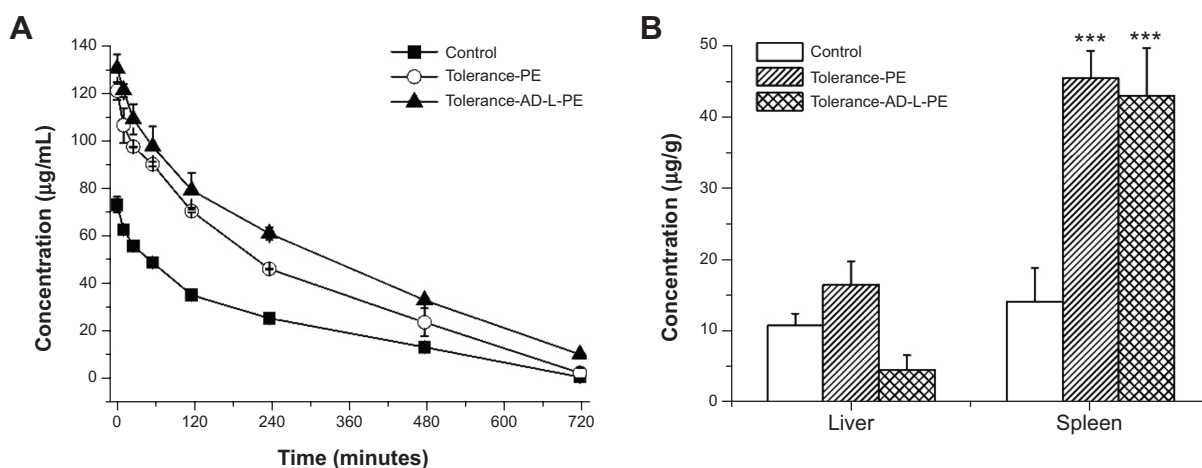 A
Concentration (μg/mL)
140
120
100
80
60
40
20
0
0 120 240 360 480 600 720
Time (minutes)
Control
Tolerance-PE
Tolerance-AD-L-PE
B
Concentration (μg/g)
50
40
30
20
10
0
Control
Tolerance-PE
Tolerance-AD-L-PE
*** ***
Liver Spleen